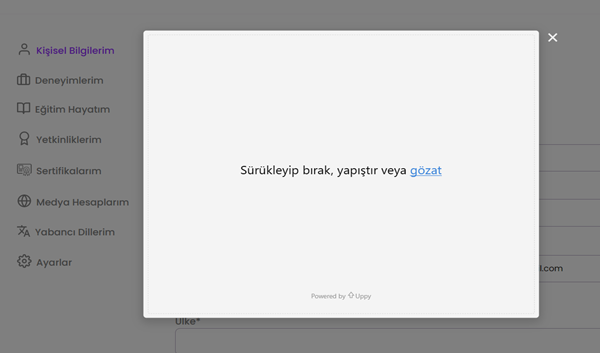 Kişisel Bilgilerim
Deneyimlerim
Eğitim Hayatım
Yetkinliklerim
Sertifikalarım
Medya Hesaplarım
Yabancı Dillerim
Ayarlar
Sürükleyip bırak, yapıştır veya gözat
Powered by Uppy
l.com
Ülke*